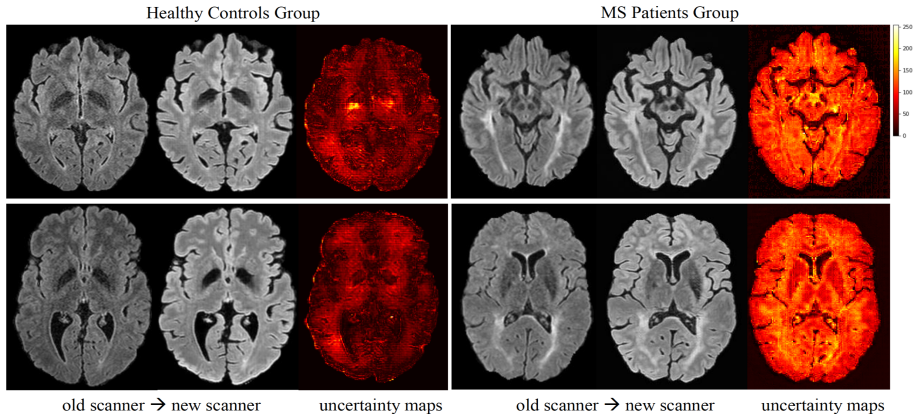 Healthy Controls Group
MS Patients Group
250
200
150
100
50
0
old scanner → new scanner
uncertainty maps
old scanner → new scanner
uncertainty maps